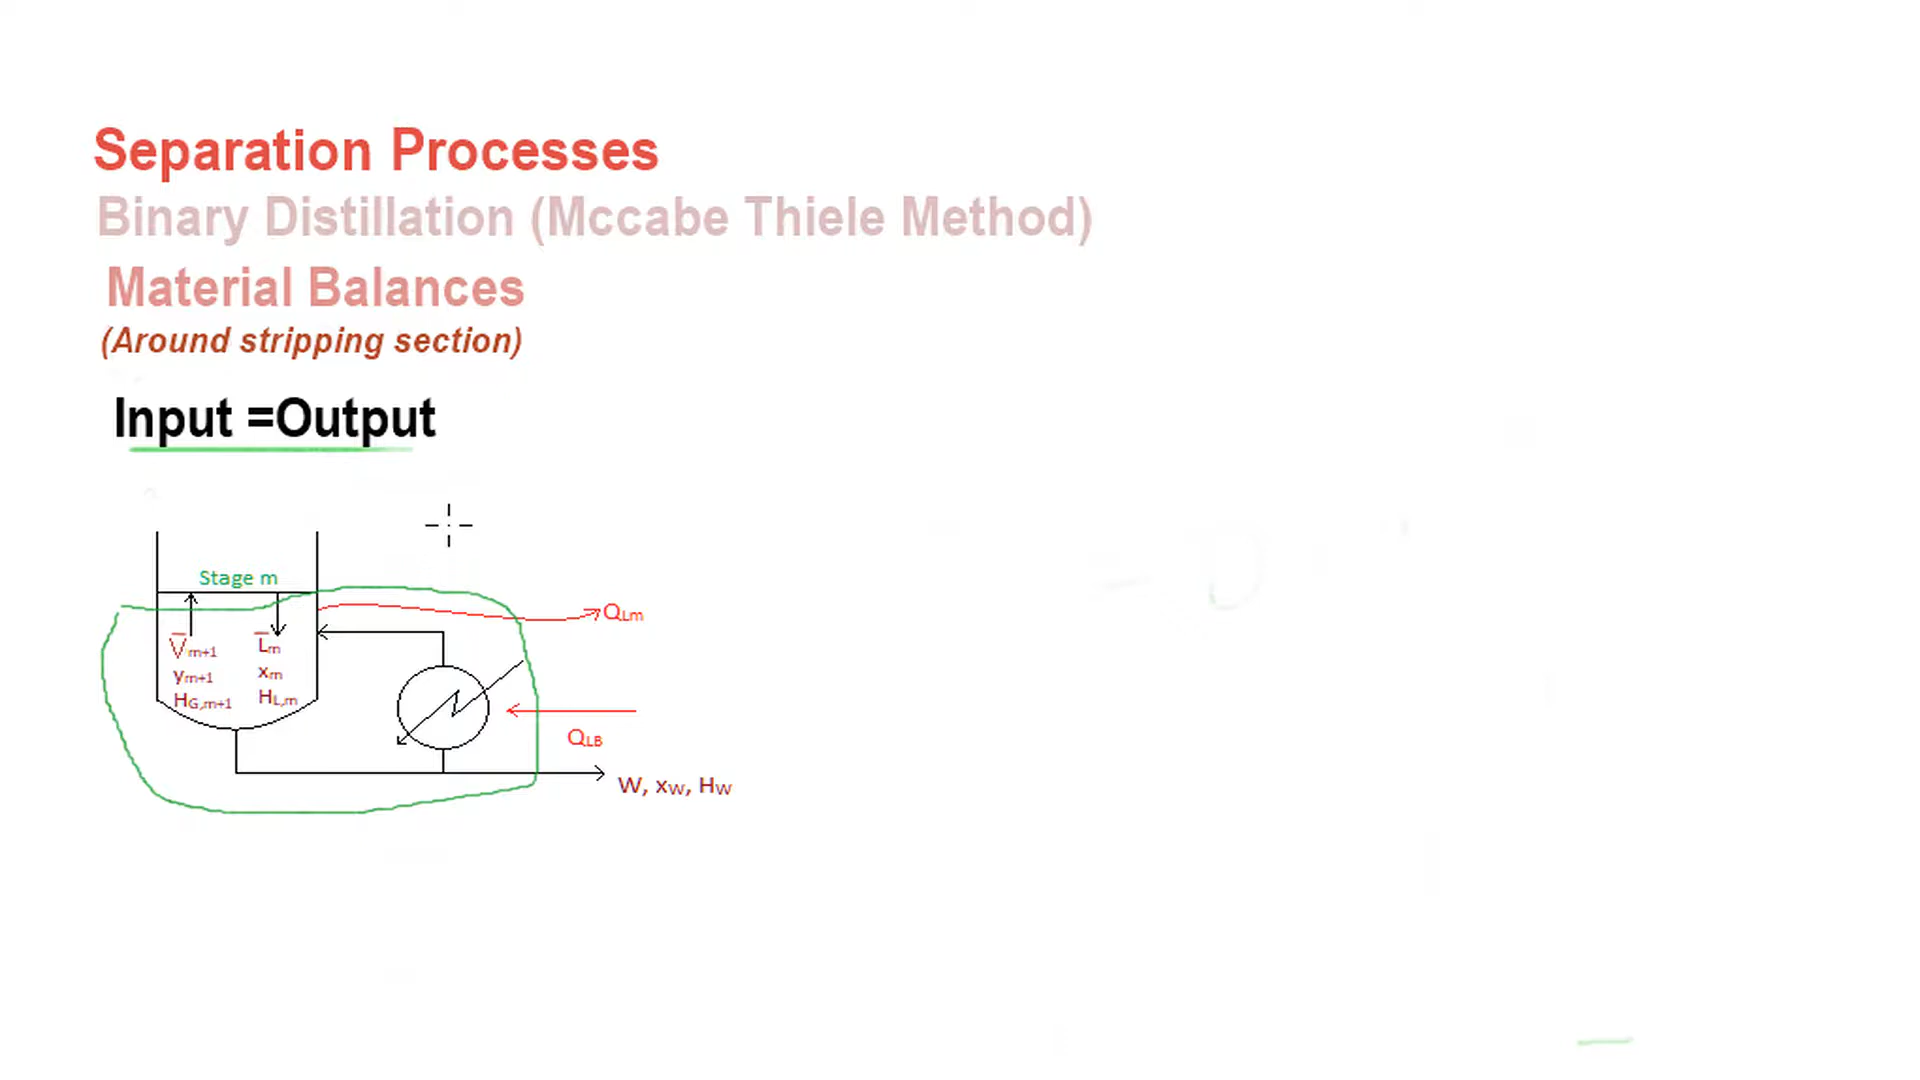 Separation Processes
Binary Distillation (Mccabe Thiele Method)
Material Balances
(Around stripping section)
Input =Output
Stage m
QLm
V̅m+1 L̅m
ym+1 xm
HG,m+1 HL,m
QLB
W, xW, HW